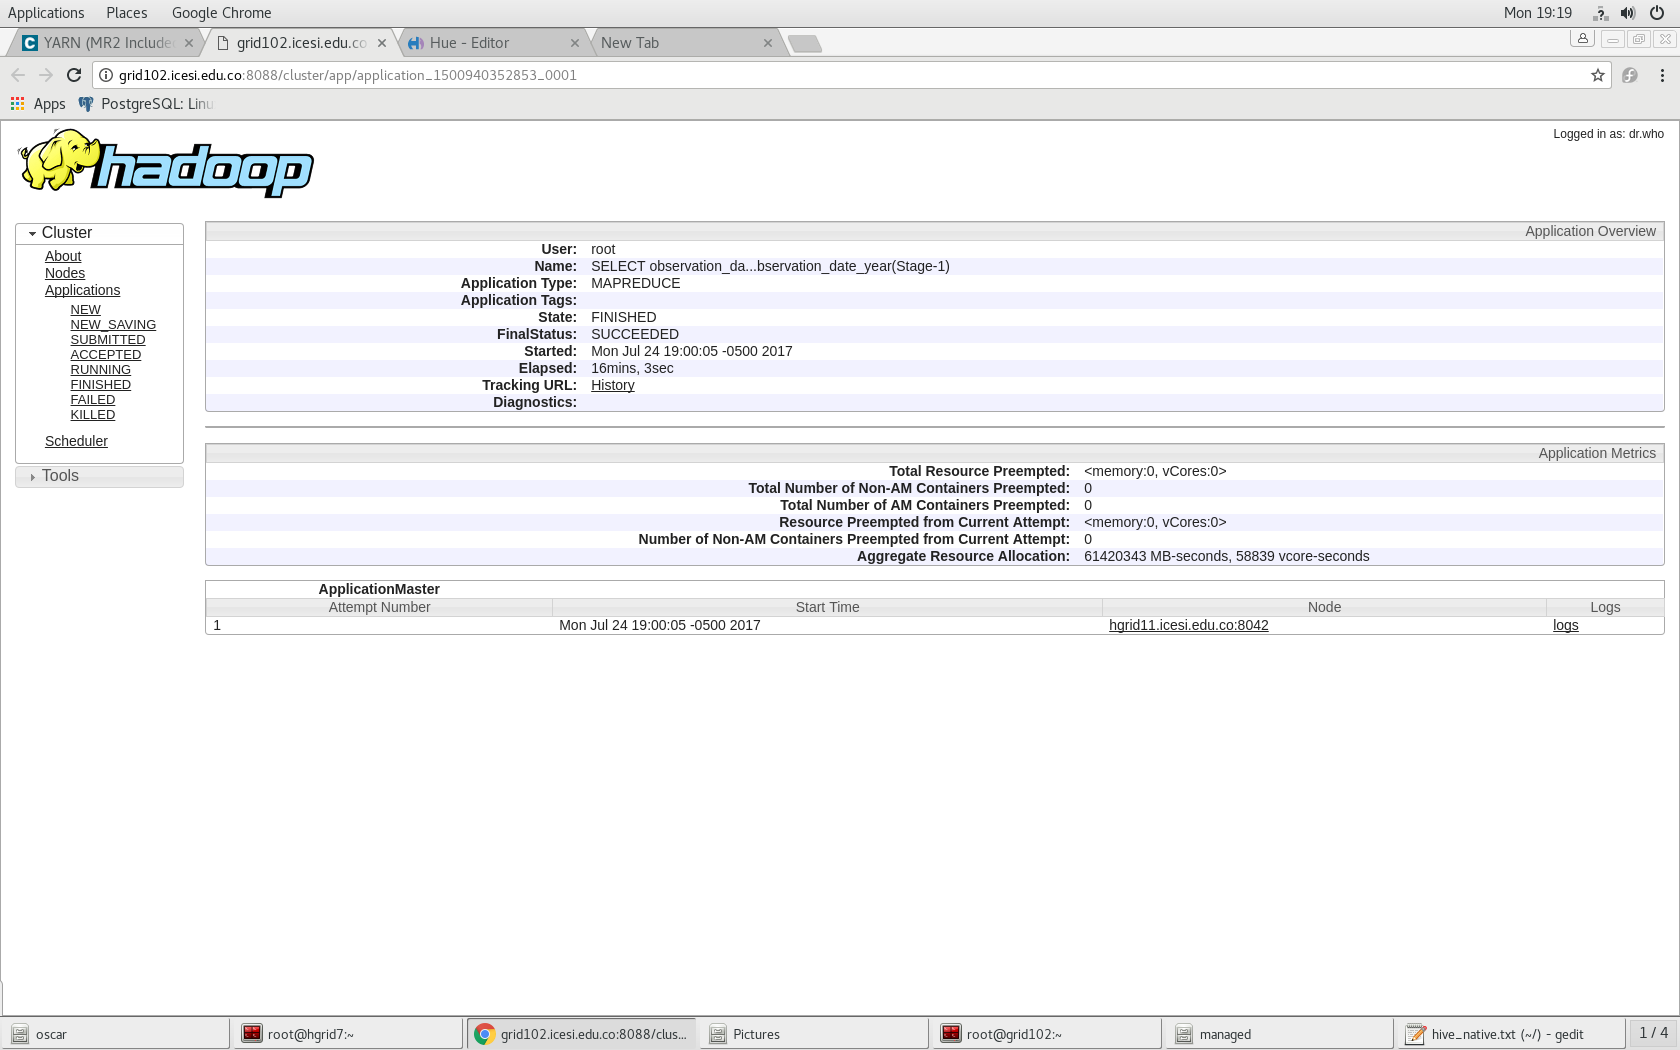 Applications Places Google Chrome Mon 19:19
YARN (MR2 Include grid102.icesi.edu.co Hue - Editor New Tab
grid102.icesi.edu.co:8088/cluster/app/application_1500940352853_0001
Apps PostgreSQL: Linu
Logged in as: dr.who
hadoop
Cluster
About
Nodes
Applications
NEW
NEW_SAVING
SUBMITTED
ACCEPTED
RUNNING
FINISHED
FAILED
KILLED
Scheduler
Tools
Application Overview
User: root
Name: SELECT observation_da...bservation_date_year(Stage-1)
Application Type: MAPREDUCE
Application Tags:
State: FINISHED
FinalStatus: SUCCEEDED
Started: Mon Jul 24 19:00:05 -0500 2017
Elapsed: 16mins, 3sec
Tracking URL: History
Diagnostics:
Application Metrics
Total Resource Preempted: <memory:0, vCores:0>
Total Number of Non-AM Containers Preempted: 0
Total Number of AM Containers Preempted: 0
Resource Preempted from Current Attempt: <memory:0, vCores:0>
Number of Non-AM Containers Preempted from Current Attempt: 0
Aggregate Resource Allocation: 61420343 MB-seconds, 58839 vcore-seconds
ApplicationMaster
Attempt Number Start Time Node Logs
1 Mon Jul 24 19:00:05 -0500 2017 hgrid11.icesi.edu.co:8042 logs
oscar root@hgrid7:~ grid102.icesi.edu.co:8088/clus... Pictures root@grid102:~ managed hive_native.txt (~/) - gedit 1 / 4